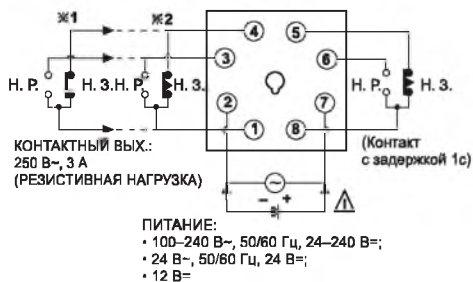 ※1 ※2
4 5
3 6
Н. Р. Н. З. Н. Р. Н. З. Н. Р. Н. З.
2 7
1 8
КОНТАКТНЫЙ ВЫХ.:
250 В~, 3 А
(РЕЗИСТИВНАЯ НАГРУЗКА)
(Контакт
с задержкой 1с)
~
− +
!
ПИТАНИЕ:
• 100–240 В~, 50/60 Гц, 24–240 В=;
• 24 В~, 50/60 Гц, 24 В=;
• 12 В=